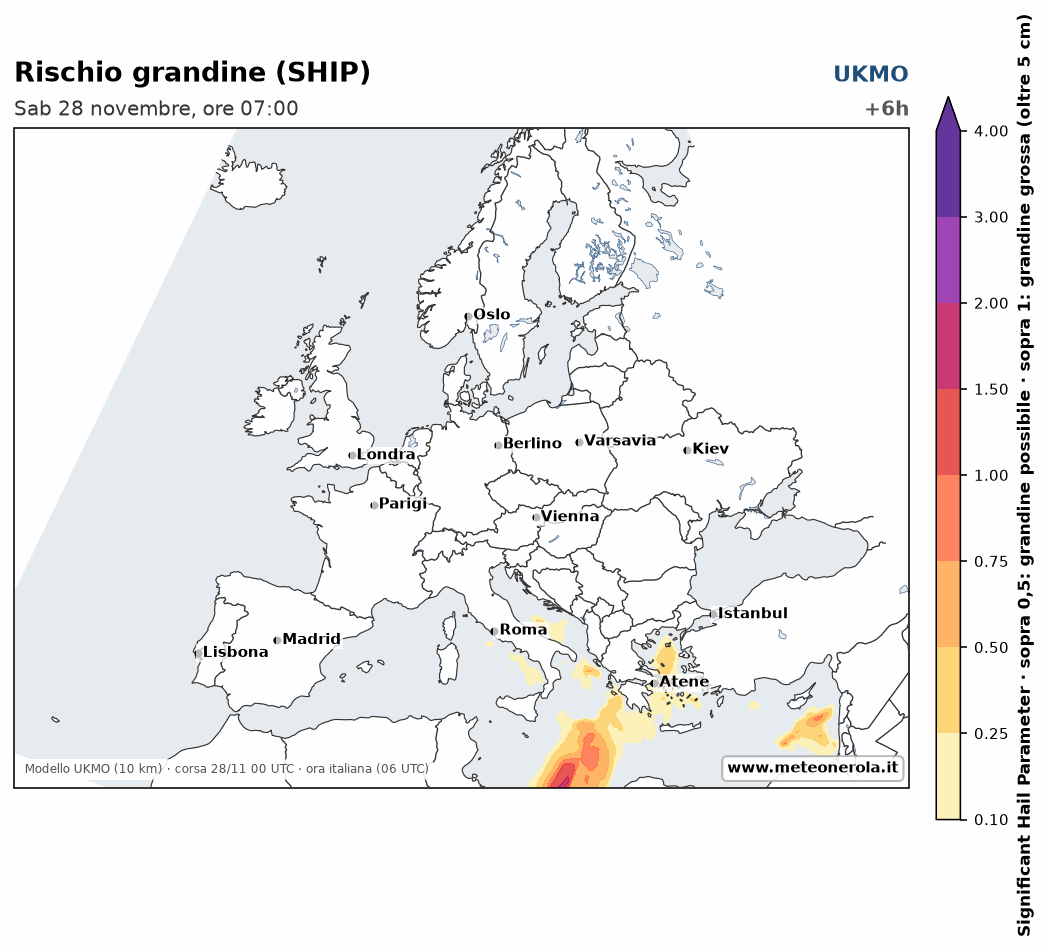 Rischio grandine (SHIP)
UKMO
Sab 28 novembre, ore 07:00
+6h
Oslo
Londra
Berlino
Varsavia
Kiev
Parigi
Vienna
Istanbul
Roma
Madrid
Lisbona
Atene
Modello UKMO (10 km) · corsa 28/11 00 UTC · ora italiana (06 UTC)
www.meteonerola.it
4.00
3.00
2.00
1.50
1.00
0.75
0.50
0.25
0.10
Significant Hail Parameter · sopra 0,5: grandine possibile · sopra 1: grandine grossa (oltre 5 cm)